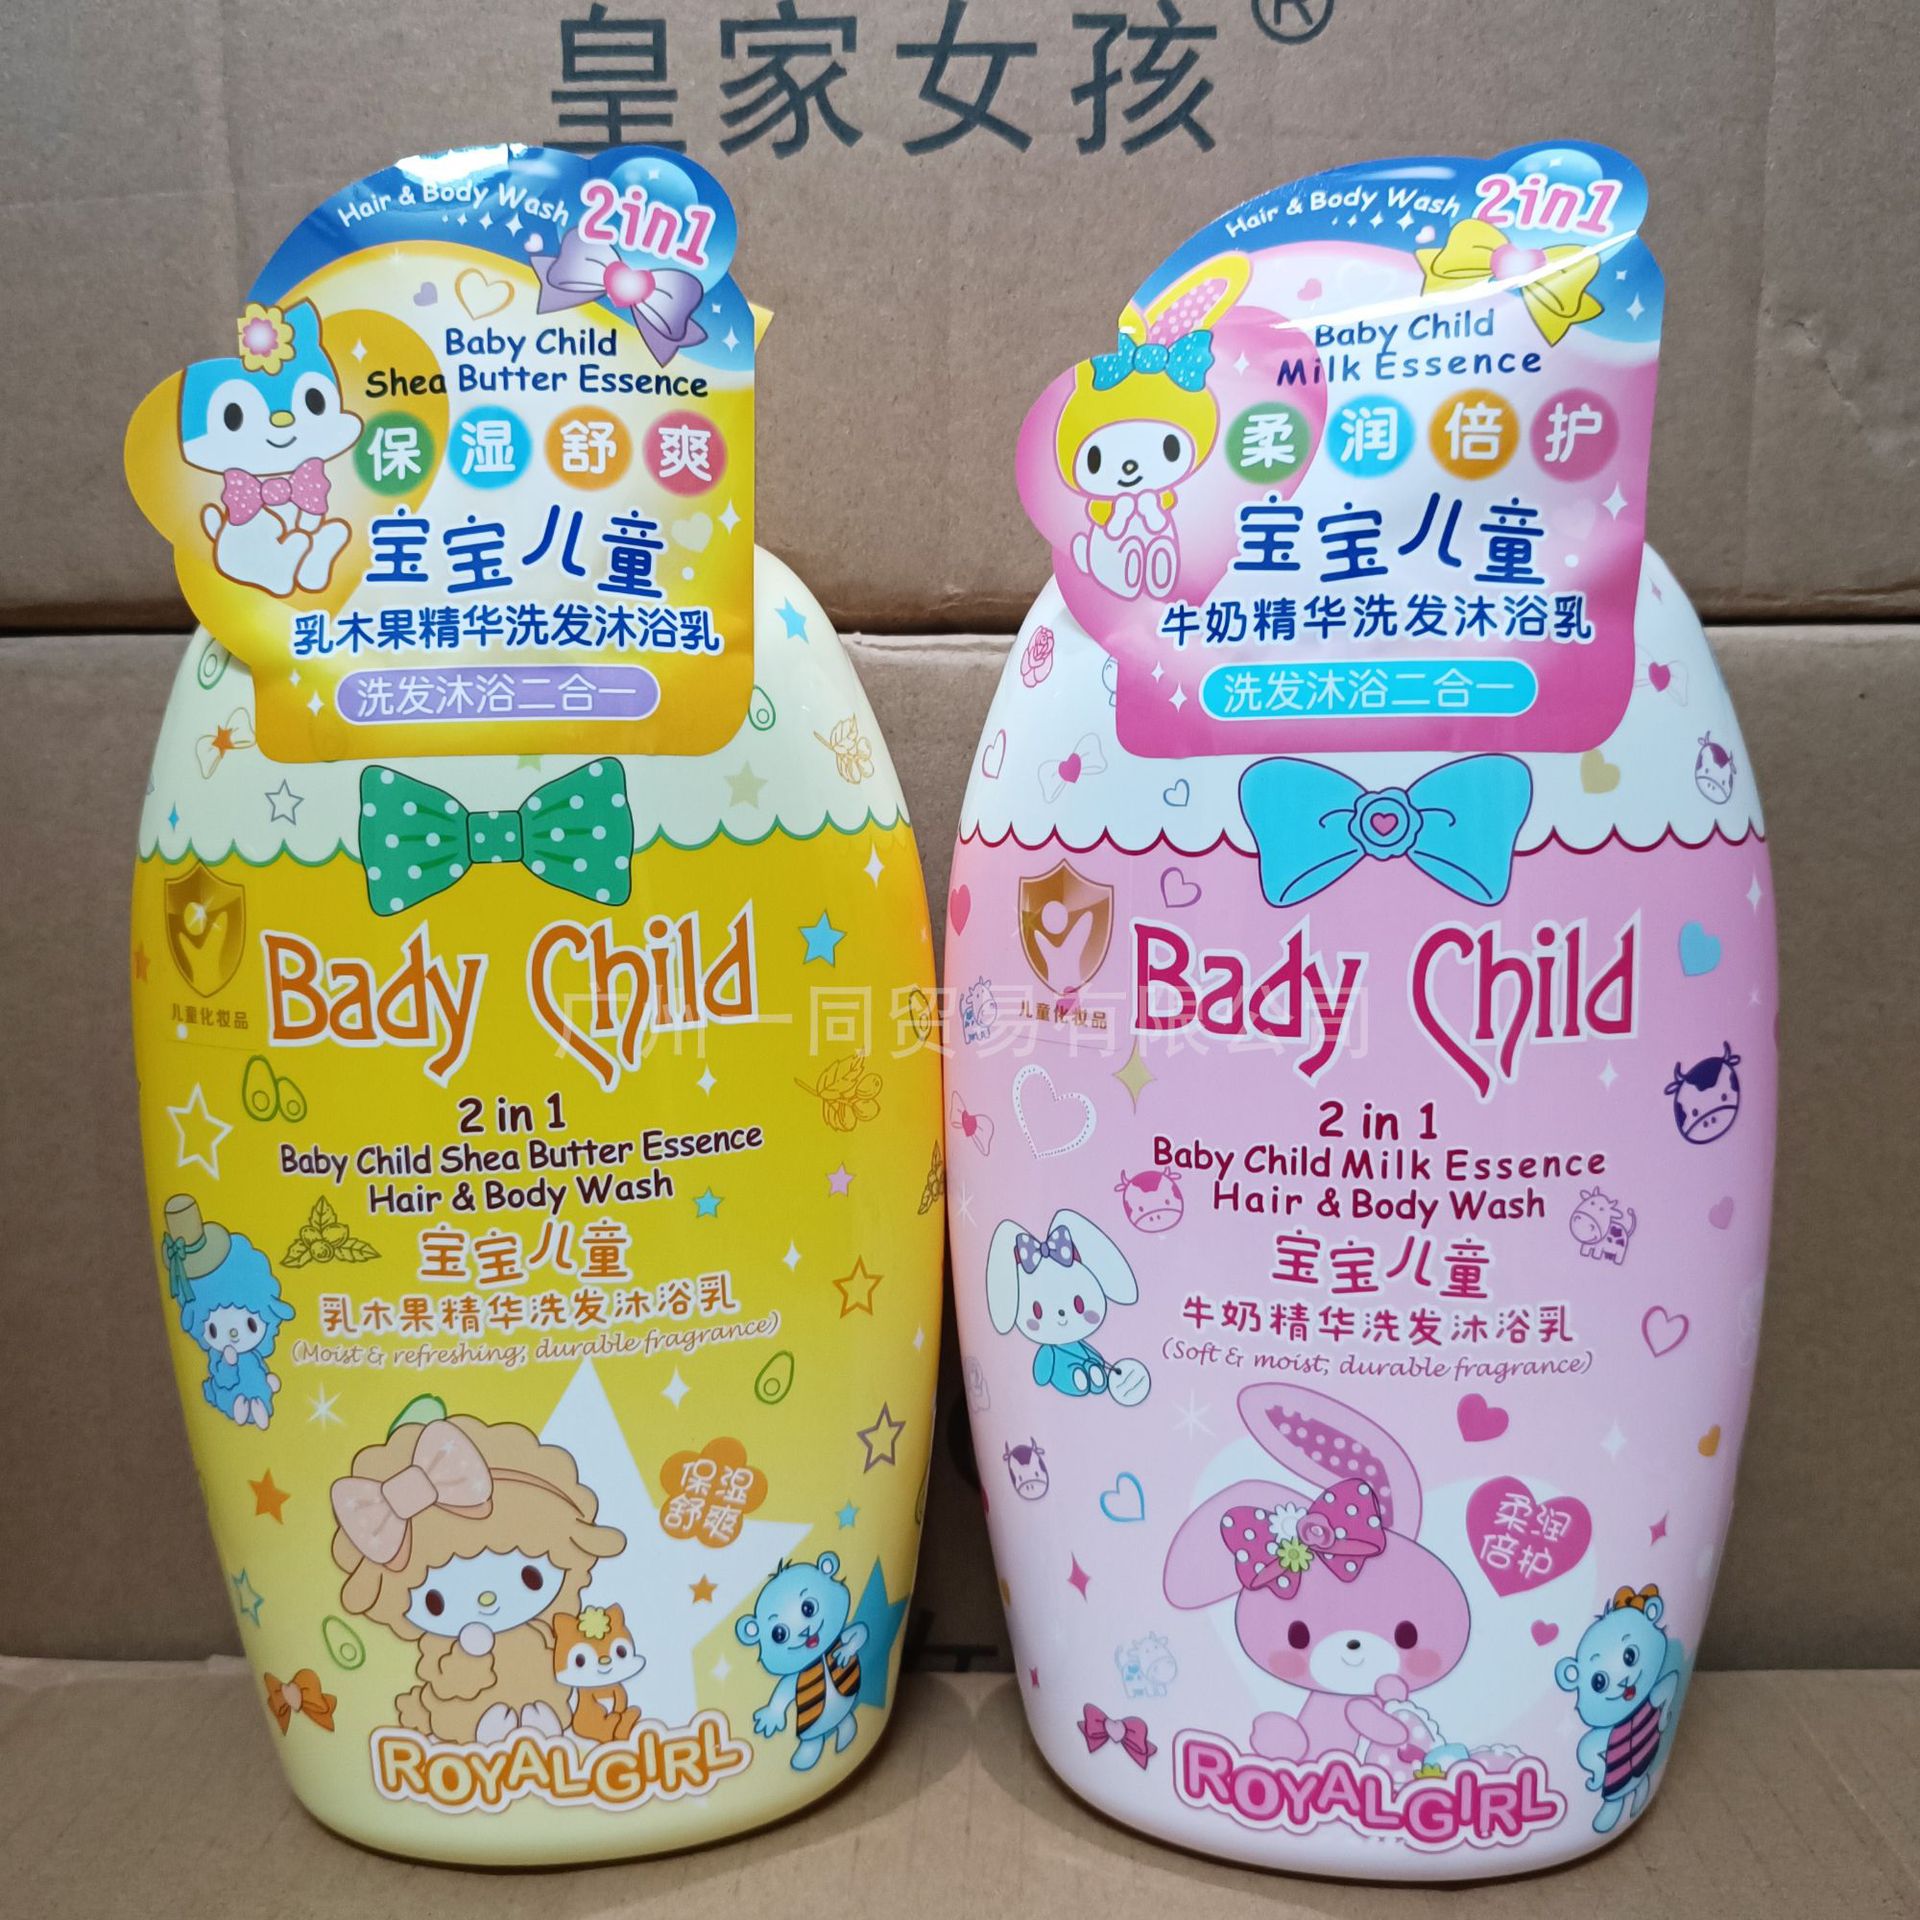 皇家女孩®
Hair & Body Wash
2in1
Baby Child
Shea Butter Essence
保湿舒爽
宝宝儿童
乳木果精华洗发沐浴乳
洗发沐浴二合一
儿童化妆品
Bady Child
2 in 1
Baby Child Shea Butter Essence
Hair & Body Wash
宝宝儿童
乳木果精华洗发沐浴乳
(Moist & refreshing, durable fragrance)
保湿
舒爽
ROYALGIRL
Hair & Body Wash
2in1
Baby Child
Milk Essence
柔润倍护
宝宝儿童
牛奶精华洗发沐浴乳
洗发沐浴二合一
儿童化妆品
Bady Child
2 in 1
Baby Child Milk Essence
Hair & Body Wash
宝宝儿童
牛奶精华洗发沐浴乳
(Soft & moist, durable fragrance)
柔润
倍护
ROYALGIRL
广州一同贸易有限公司